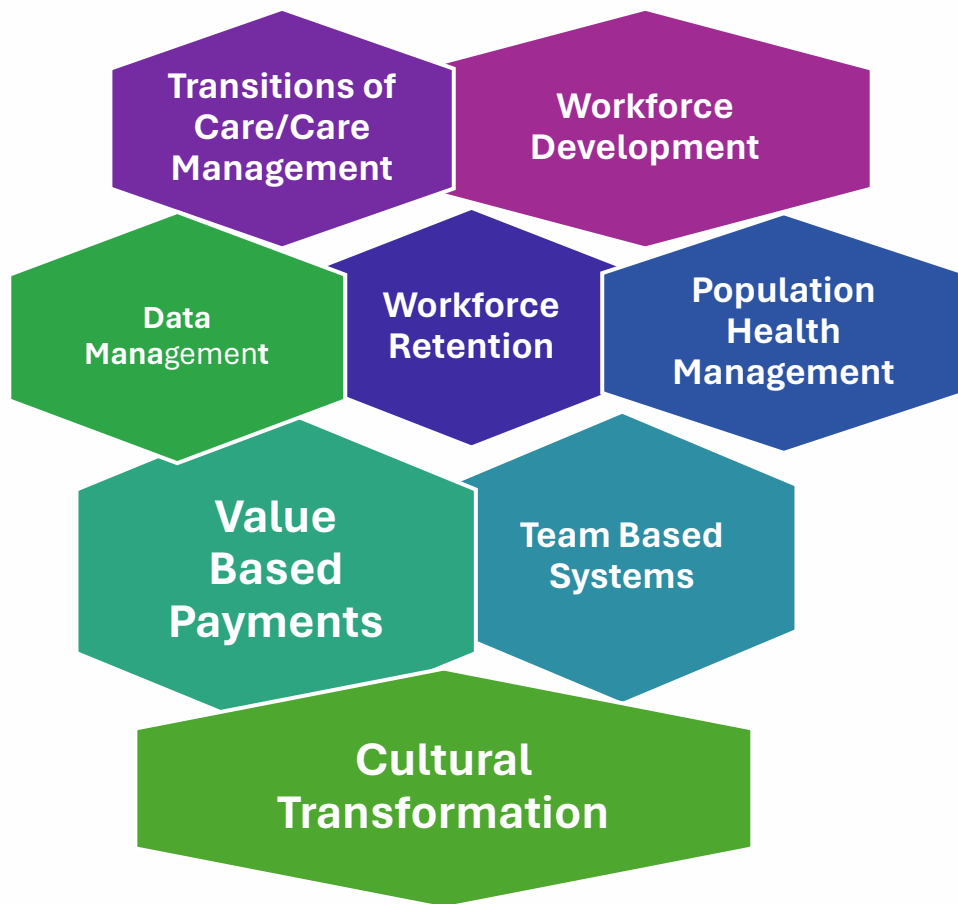 Transitions of
Care/Care
Management
Workforce
Development
Data
Management
Workforce
Retention
Population
Health
Management
Value
Based
Payments
Team Based
Systems
Cultural
Transformation